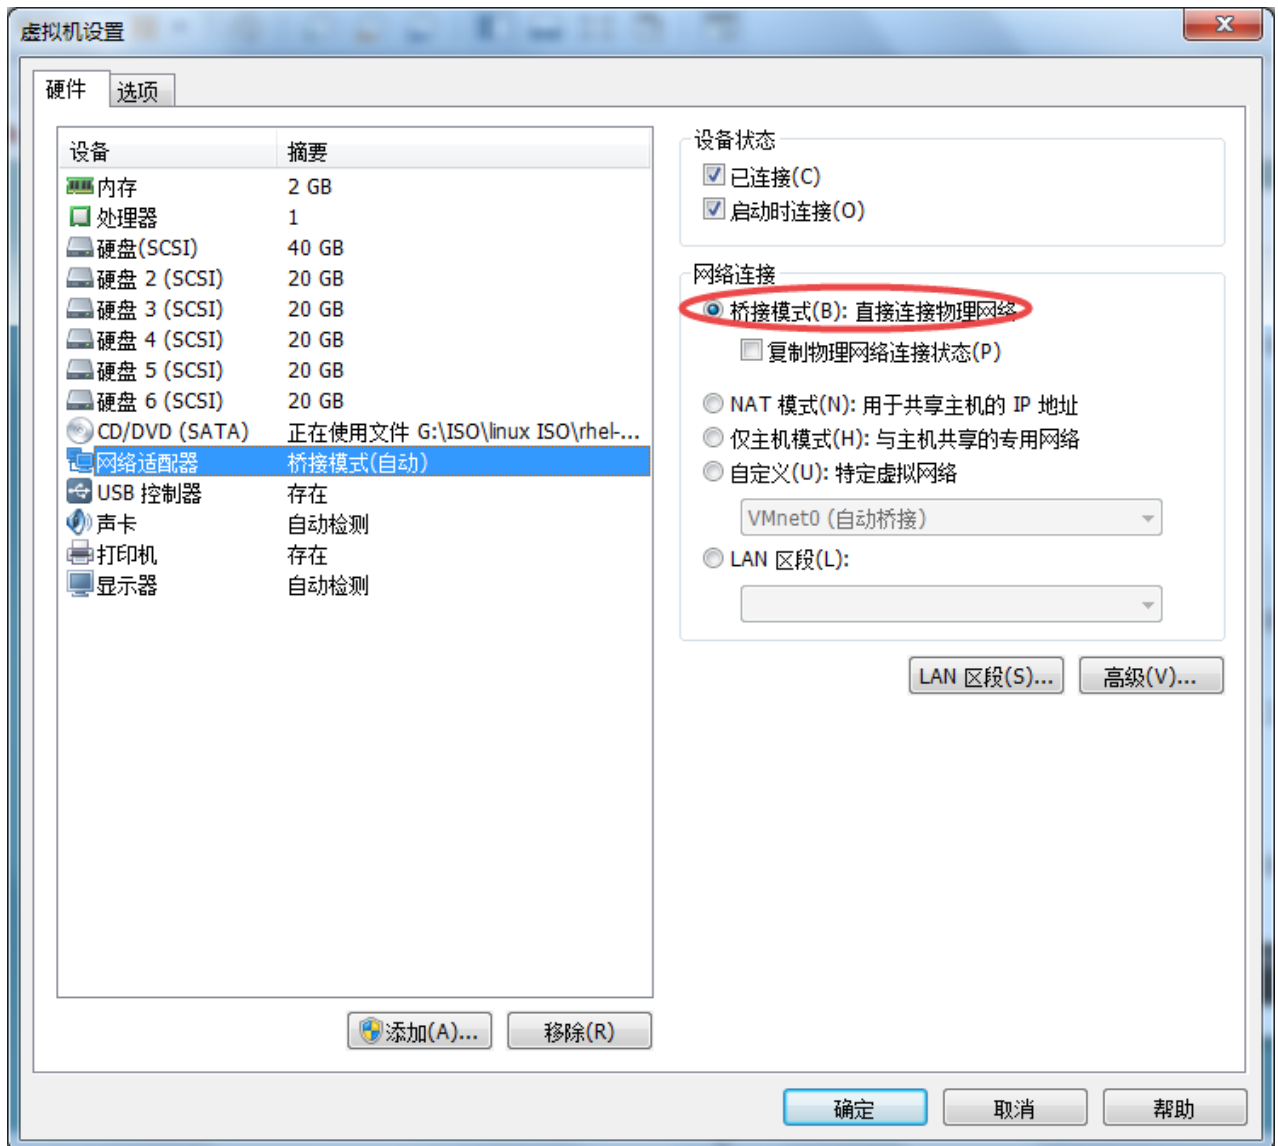 虚拟机设置
硬件
选项
设备 摘要
内存 2 GB
处理器 1
硬盘(SCSI) 40 GB
硬盘 2 (SCSI) 20 GB
硬盘 3 (SCSI) 20 GB
硬盘 4 (SCSI) 20 GB
硬盘 5 (SCSI) 20 GB
硬盘 6 (SCSI) 20 GB
CD/DVD (SATA) 正在使用文件 G:\ISO\linux ISO\rhel-...
网络适配器 桥接模式(自动)
USB 控制器 存在
声卡 自动检测
打印机 存在
显示器 自动检测
添加(A)...
移除(R)
设备状态
已连接(C)
启动时连接(O)
网络连接
桥接模式(B): 直接连接物理网络
复制物理网络连接状态(P)
NAT 模式(N): 用于共享主机的 IP 地址
仅主机模式(H): 与主机共享的专用网络
自定义(U): 特定虚拟网络
VMnet0 (自动桥接)
LAN 区段(L):
LAN 区段(S)...
高级(V)...
确定
取消
帮助